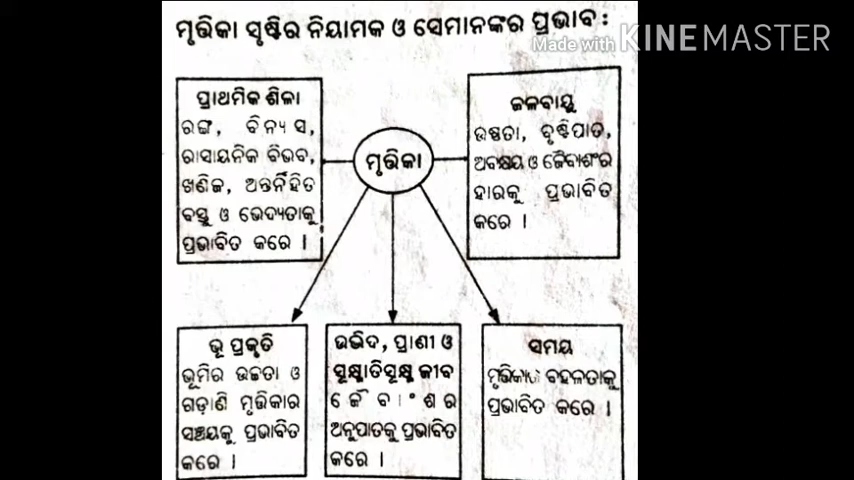 ମୃତ୍ତିକା ସୃଷ୍ଟିର ନିୟାମକ ଓ ସେମାନଙ୍କର ପ୍ରଭାବ :
Made with KINEMASTER
ପ୍ରାଥମିକ ଶିଳା
ରଙ୍ଗ, ବିନ୍ୟାସ,
ରାସାୟନିକ ବିଭବ,
ଖଣିଜ, ଅନ୍ତର୍ନିହିତ
ବସ୍ତୁ ଓ ଭେଦ୍ୟତାକୁ
ପ୍ରଭାବିତ କରେ ।
ମୃତ୍ତିକା
ଜଳବାୟୁ
ଉଷ୍ଣତା, ବୃଷ୍ଟିପାତ,
ଅବକ୍ଷୟ ଓ ଜୈବାଂଶର
ହାରକୁ ପ୍ରଭାବିତ
କରେ ।
ଭୂ ପ୍ରକୃତି
ଭୂମିର ଉଚ୍ଚତା ଓ
ଗଡ଼ାଣି ମୃତ୍ତିକାର
ସଞ୍ଚୟକୁ ପ୍ରଭାବିତ
କରେ ।
ଉଦ୍ଭିଦ, ପ୍ରାଣୀ ଓ
ସୂକ୍ଷ୍ମାତିସୂକ୍ଷ୍ମ ଜୀବ
ଜୈବାଂଶର
ଅନୁପାତକୁ ପ୍ରଭାବିତ
କରେ ।
ସମୟ
ମୃତ୍ତିକାର ବହଳତାକୁ
ପ୍ରଭାବିତ କରେ ।